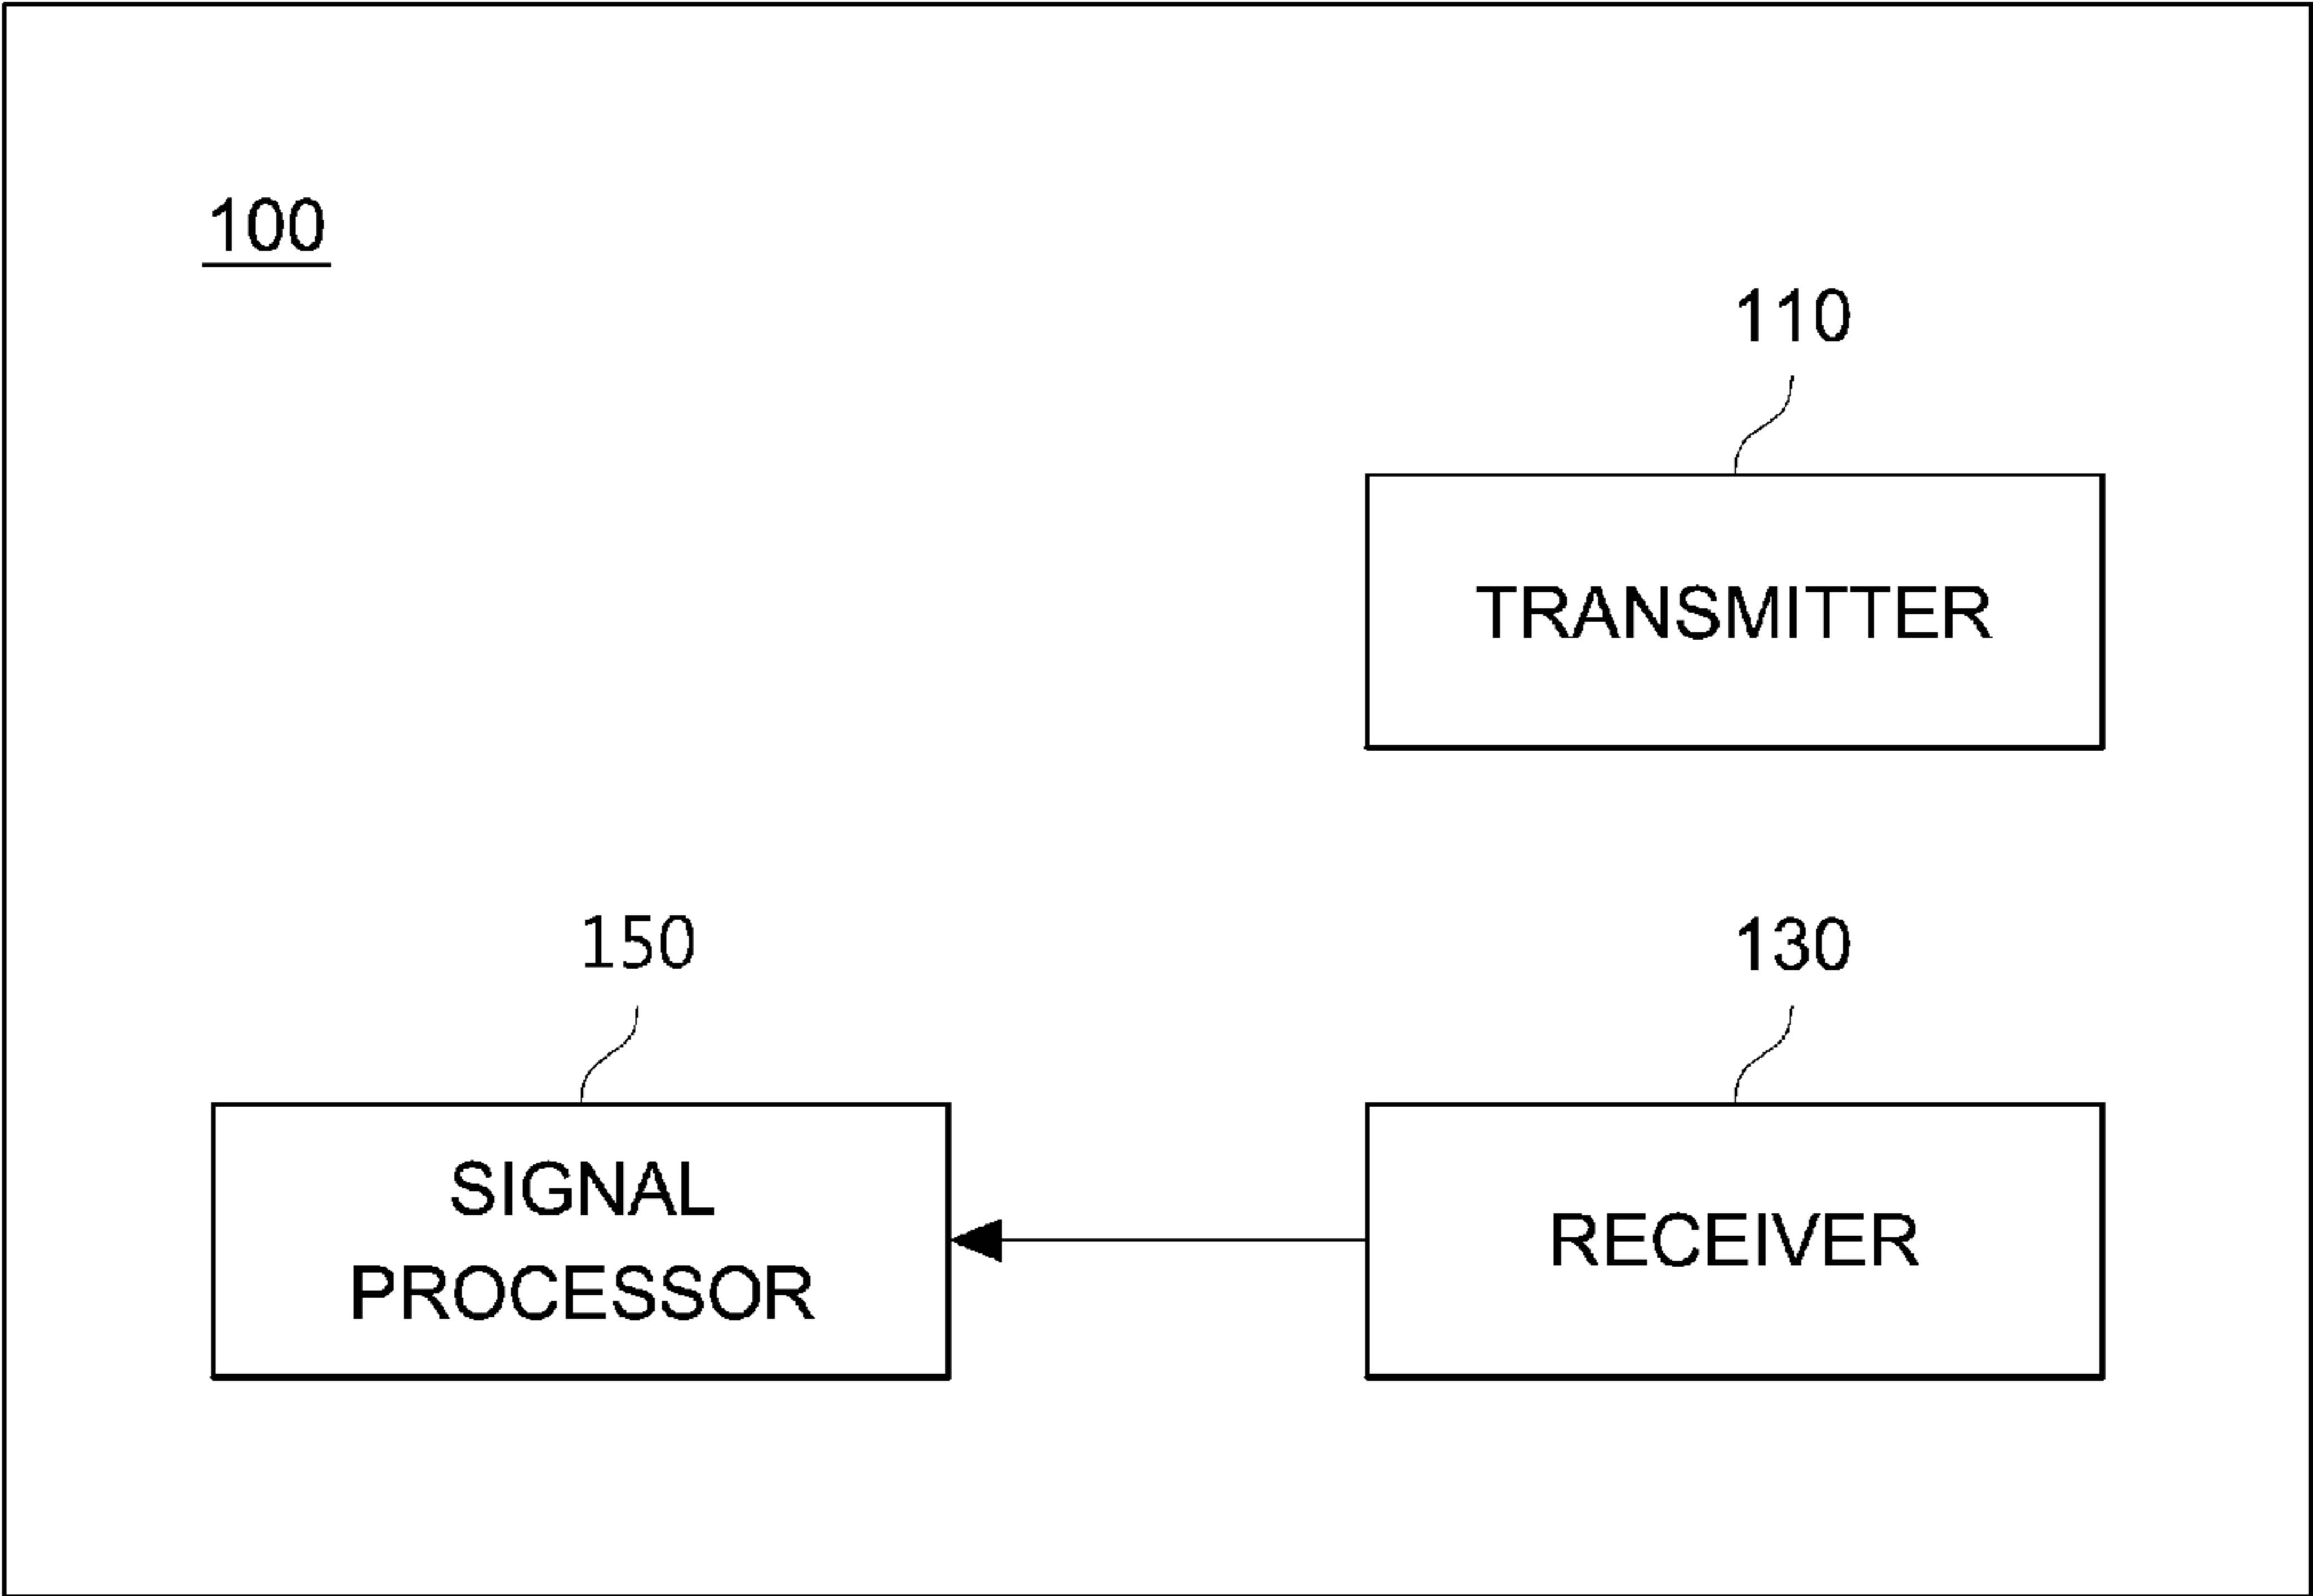 100
110
TRANSMITTER
150
130
SIGNAL
PROCESSOR
RECEIVER